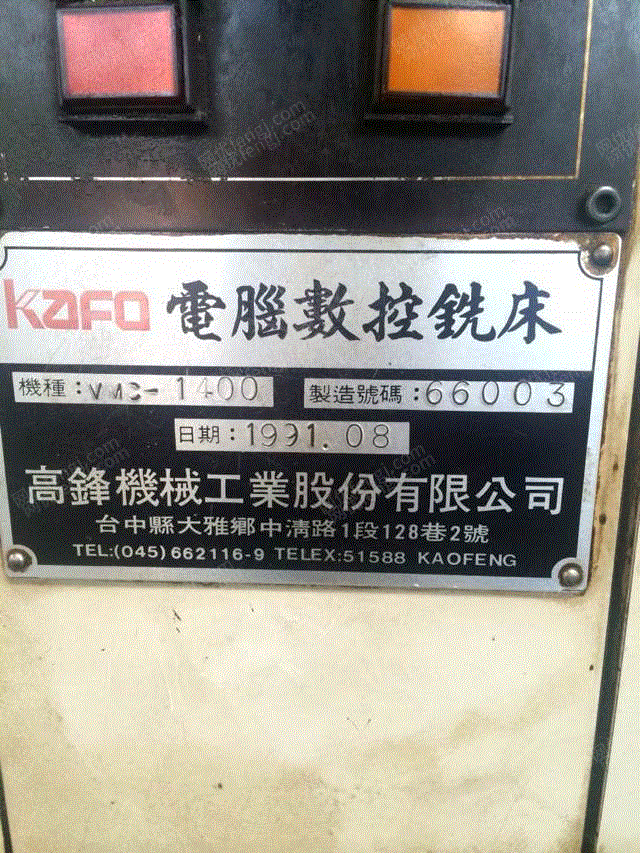 KAFO 電腦數控銑床
機種:VMC-1400 製造號碼:66003
日期:1991.08
高鋒機械工業股份有限公司
台中縣大雅鄉中清路1段128巷2號
TEL:(045)662116-9 TELEX:51588 KAOFENG